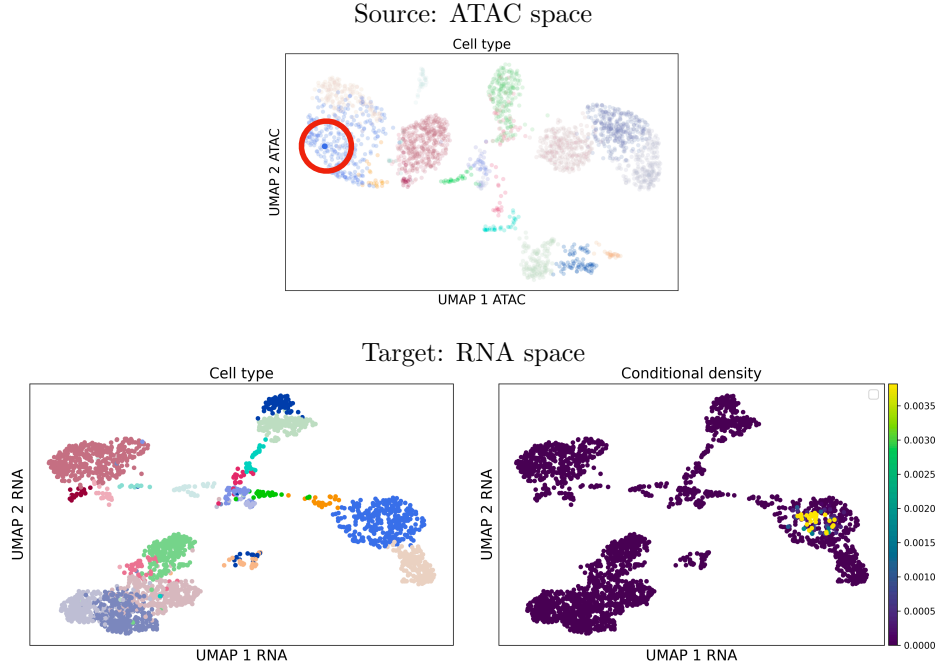 Source: ATAC space
Cell type
UMAP 2 ATAC
UMAP 1 ATAC
Target: RNA space
Cell type
Conditional density
UMAP 2 RNA
UMAP 1 RNA
UMAP 2 RNA
UMAP 1 RNA
0.0035
0.0030
0.0025
0.0020
0.0015
0.0010
0.0005
0.0000